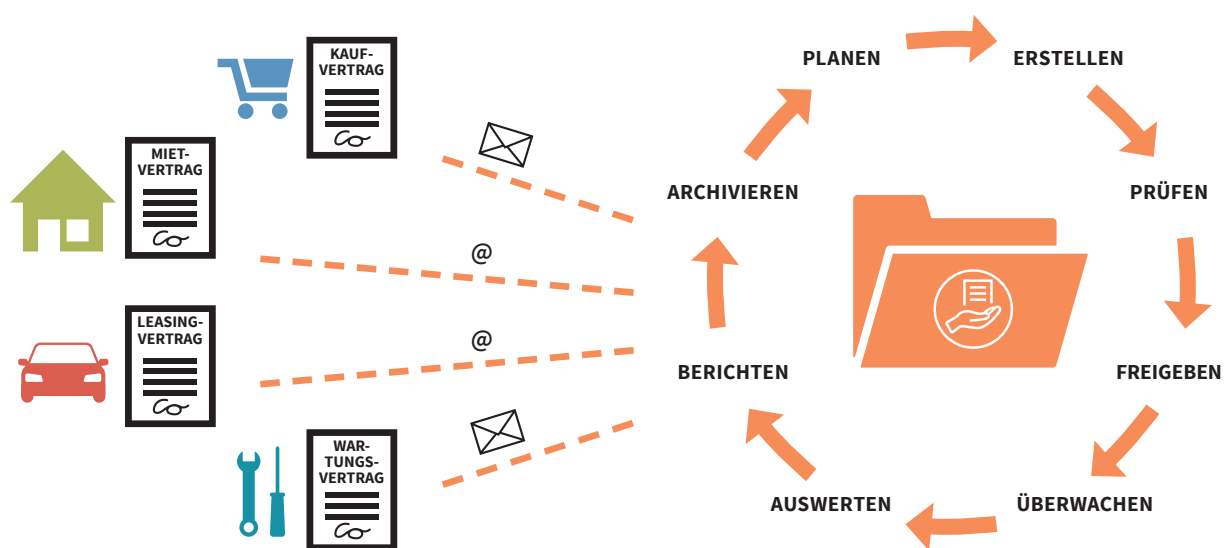 KAUF-
VERTRAG
MIET-
VERTRAG
@
LEASING-
VERTRAG
@
WAR-
TUNGS-
VERTRAG
PLANEN
ERSTELLEN
PRÜFEN
FREIGEBEN
ÜBERWACHEN
AUSWERTEN
BERICHTEN
ARCHIVIEREN